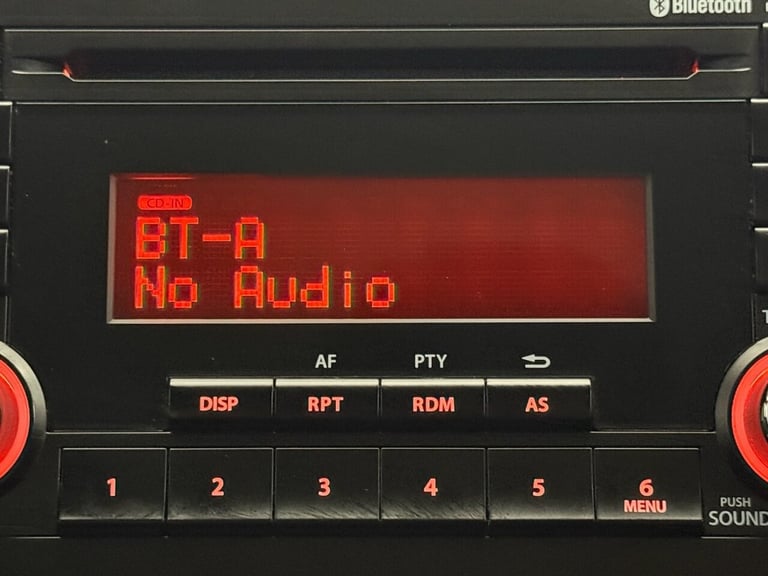 Bluetooth
CD-IN
BT-A
No Audio
AF PTY
DISP RPT RDM AS
1 2 3 4 5 6
MENU
PUSH
SOUND